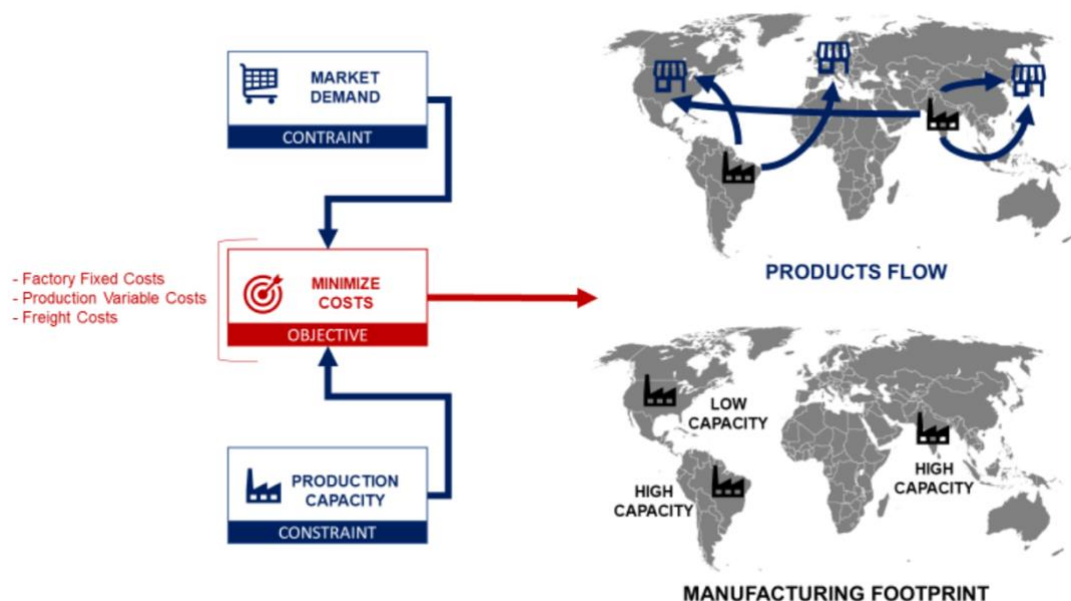 MARKET
DEMAND
CONTRAINT
- Factory Fixed Costs
- Production Variable Costs
- Freight Costs
MINIMIZE
COSTS
OBJECTIVE
PRODUCTION
CAPACITY
CONSTRAINT
PRODUCTS FLOW
LOW
CAPACITY
HIGH
CAPACITY
HIGH
CAPACITY
MANUFACTURING FOOTPRINT